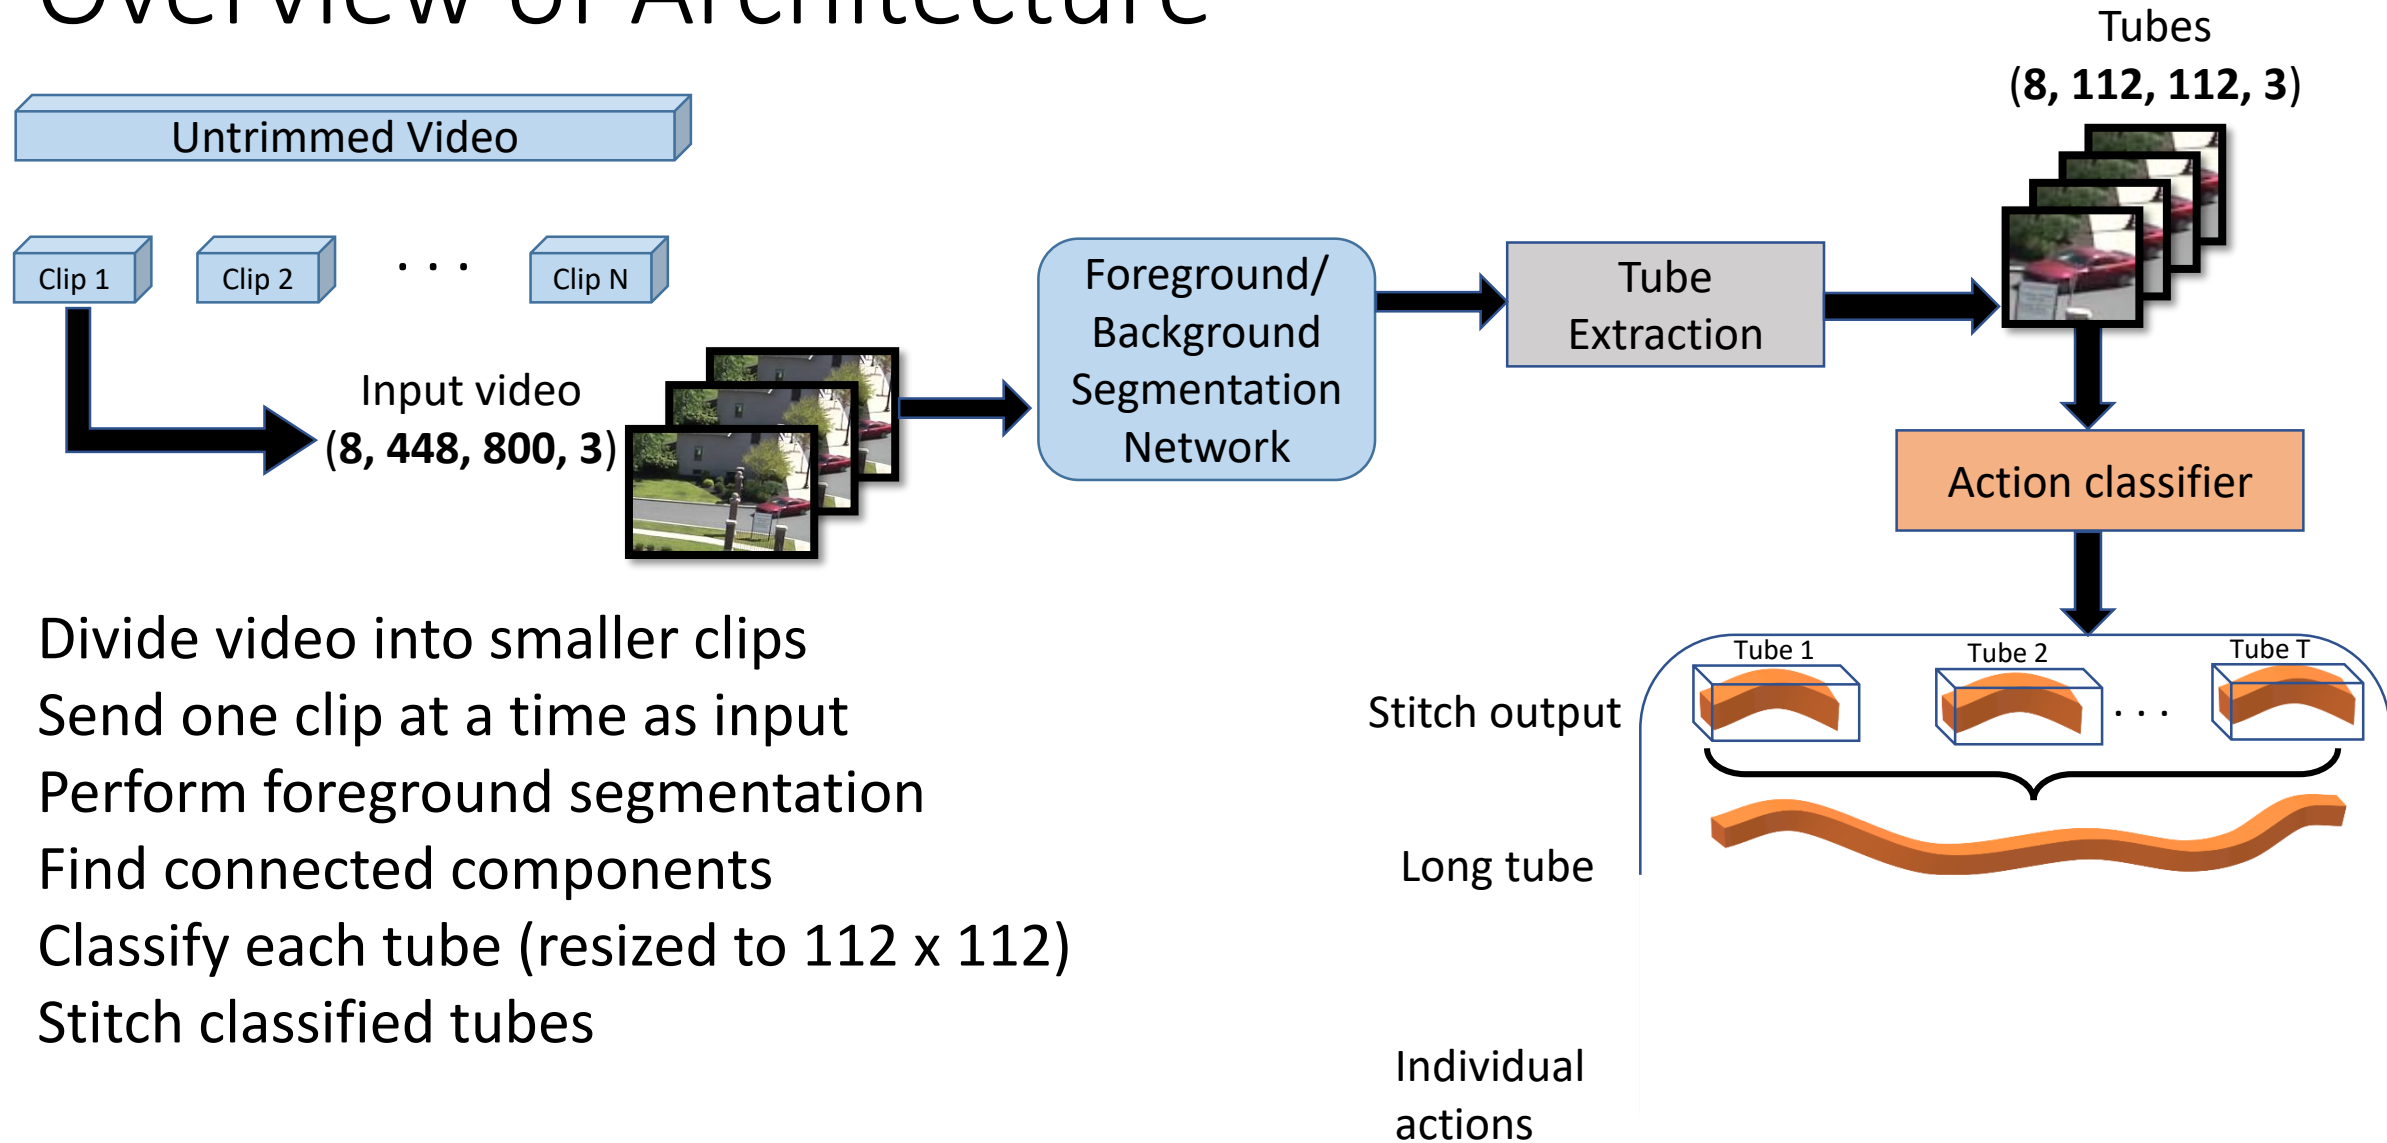 Overview of Architecture
Untrimmed Video
Clip 1
Clip 2
. . .
Clip N
Input video
(8, 448, 800, 3)
Foreground/
Background
Segmentation
Network
Tube
Extraction
Tubes
(8, 112, 112, 3)
Action classifier
Divide video into smaller clips
Send one clip at a time as input
Perform foreground segmentation
Find connected components
Classify each tube (resized to 112 x 112)
Stitch classified tubes
Stitch output
Tube 1
Tube 2
. . .
Tube T
Long tube
Individual
actions